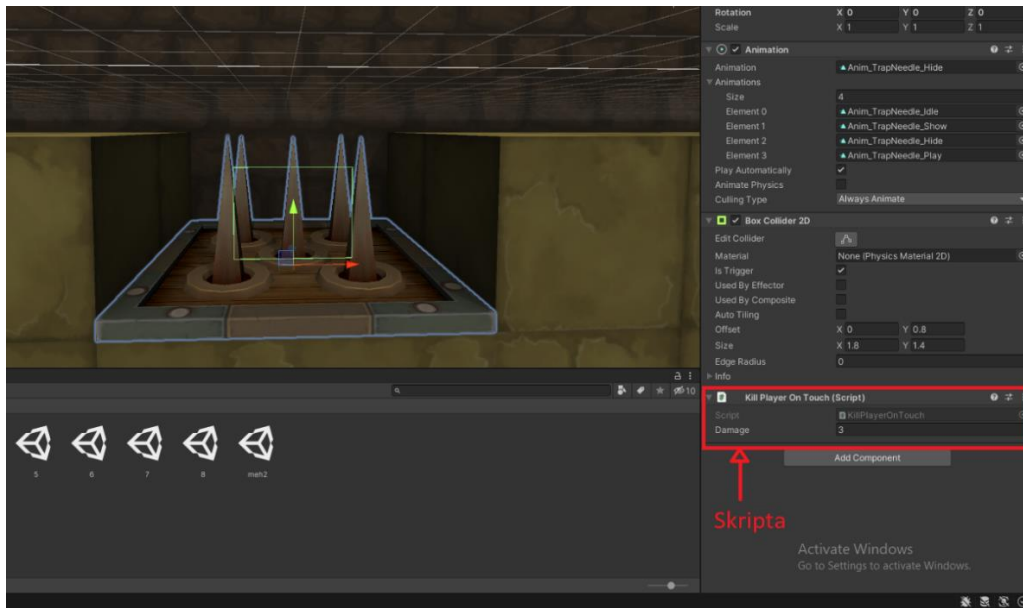 Rotation X 0 Y 0 Z 0
Scale X 1 Y 1 Z 1
Animation
Animation Anim_TrapNeedle_Hide
Animations
Size 4
Element 0 Anim_TrapNeedle_Idle
Element 1 Anim_TrapNeedle_Show
Element 2 Anim_TrapNeedle_Hide
Element 3 Anim_TrapNeedle_Play
Play Automatically
Animate Physics
Culling Type Always Animate
Box Collider 2D
Edit Collider
Material None (Physics Material 2D)
Is Trigger
Used By Effector
Used By Composite
Auto Tiling
Offset X 0 Y 0.8
Size X 1.8 Y 1.4
Edge Radius 0
Info
10
Kill Player On Touch (Script)
Script KillPlayerOnTouch
Damage 3
Add Component
5 6 7 8 meh2
Skripta
Activate Windows
Go to Settings to activate Windows.